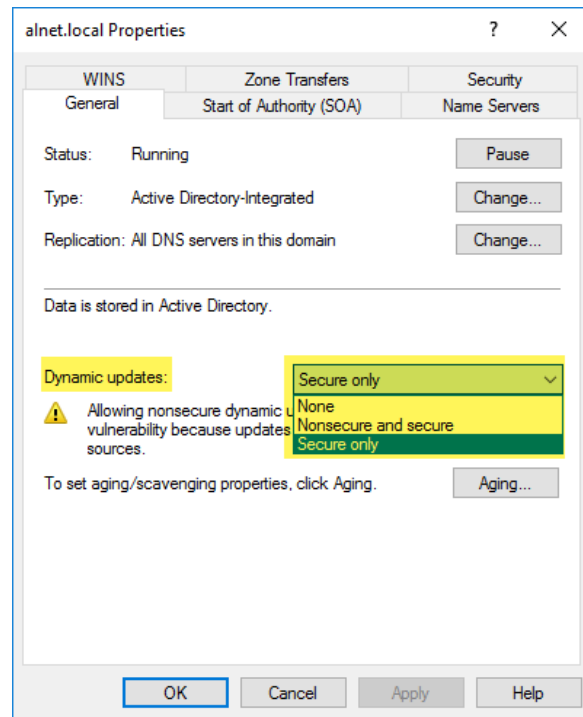 alnet.local Properties
?
WINS Zone Transfers Security
General Start of Authority (SOA) Name Servers
Status: Running Pause
Type: Active Directory-Integrated Change...
Replication: All DNS servers in this domain Change...
Data is stored in Active Directory.
Dynamic updates: Secure only
None
Nonsecure and secure
Secure only
Allowing nonsecure dynamic
vulnerability because updates
sources.
To set aging/scavenging properties, click Aging. Aging...
OK Cancel Apply Help